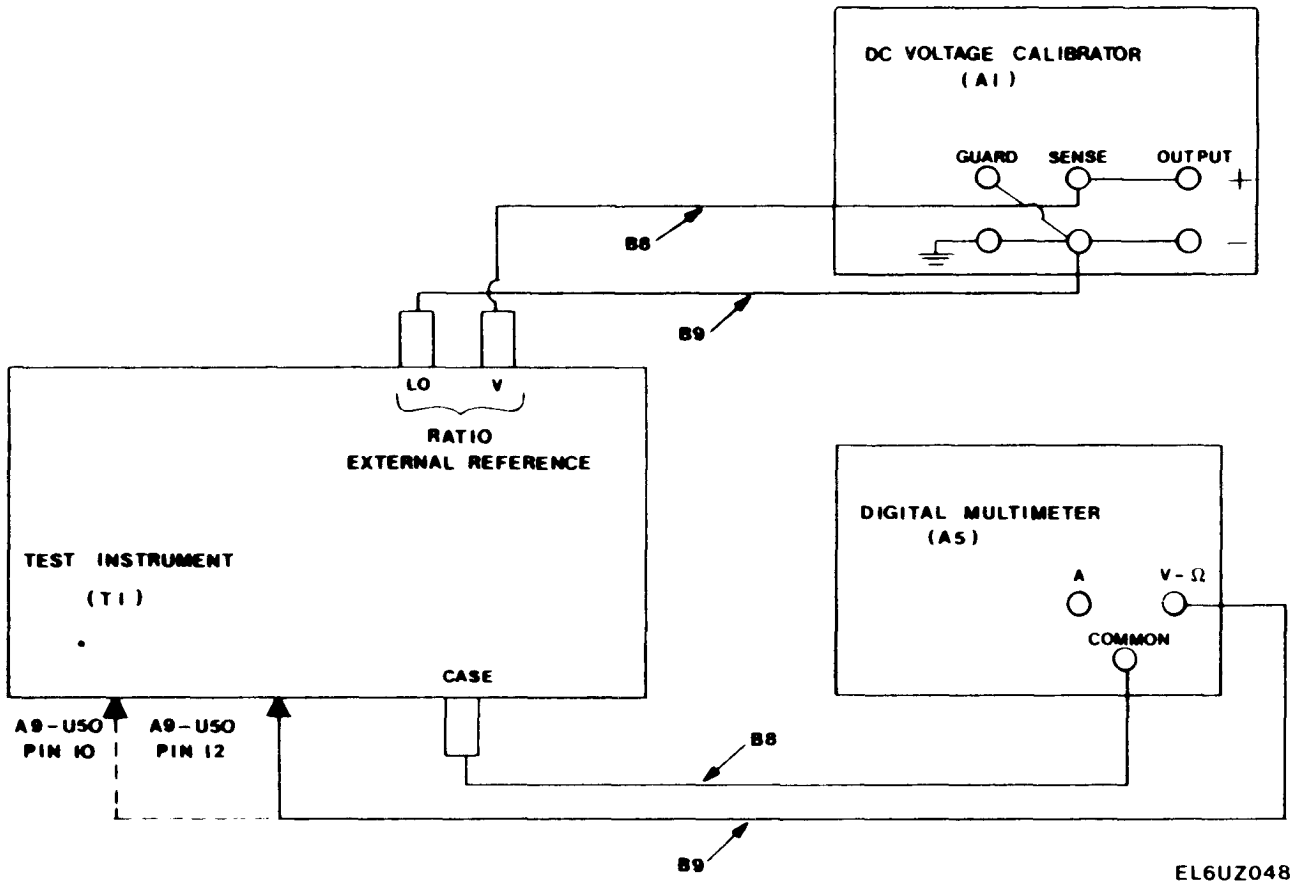 DC VOLTAGE CALIBRATOR
(A1)
GUARD SENSE OUTPUT
+
−
B8
B9
LO V
RATIO
EXTERNAL REFERENCE
TEST INSTRUMENT
(T1)
CASE
DIGITAL MULTIMETER
(A5)
A V-Ω
COMMON
A9-U50
PIN 10
A9-U50
PIN 12
B8
B9
EL6UZ048